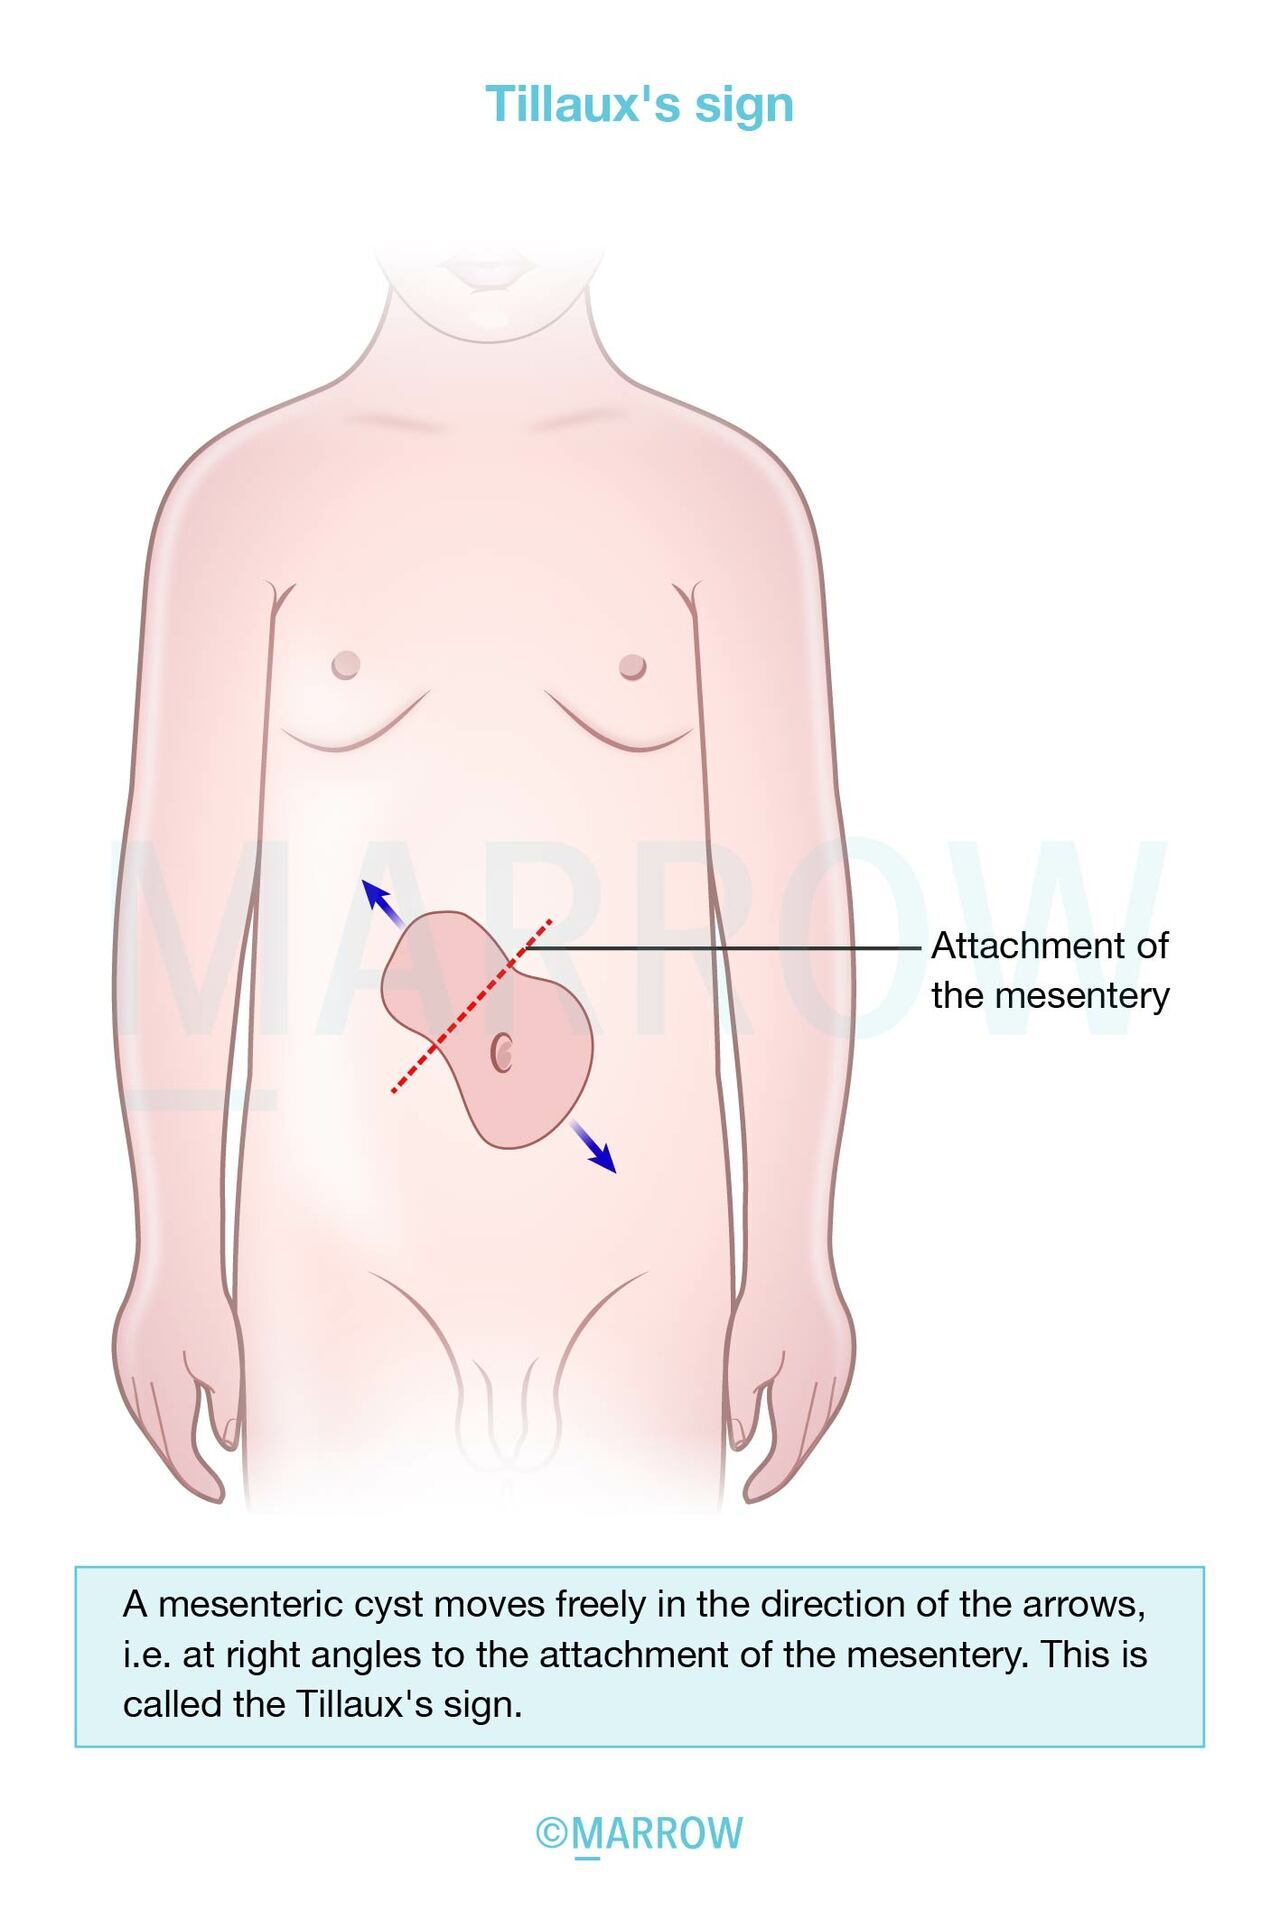 Tillaux's sign
MARROW
Attachment of
the mesentery
A mesenteric cyst moves freely in the direction of the arrows,
i.e. at right angles to the attachment of the mesentery. This is
called the Tillaux's sign.
©MARROW